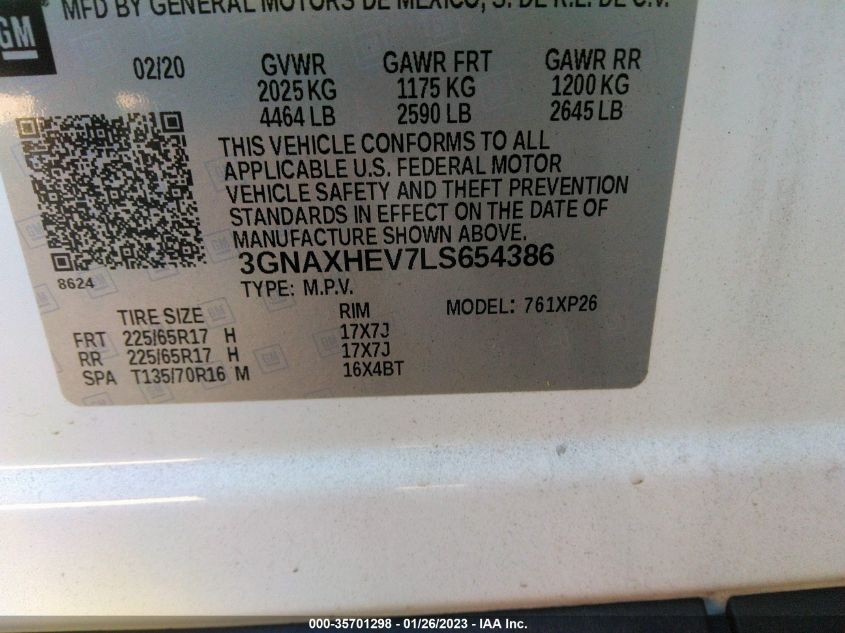 MFD BY GENERAL MOTORS DE MEXICO, S. DE R.L. DE C.V.
GM
02/20 GVWR GAWR FRT GAWR RR
2025 KG 1175 KG 1200 KG
4464 LB 2590 LB 2645 LB
THIS VEHICLE CONFORMS TO ALL
APPLICABLE U.S. FEDERAL MOTOR
VEHICLE SAFETY AND THEFT PREVENTION
STANDARDS IN EFFECT ON THE DATE OF
MANUFACTURE SHOWN ABOVE.
3GNAXHEV7LS654386
8624
TYPE: M.P.V. MODEL: 761XP26
TIRE SIZE RIM
FRT 225/65R17 H 17X7J
RR 225/65R17 H 17X7J
SPA T135/70R16 M 16X4BT
000-35701298 - 01/26/2023 - IAA Inc.